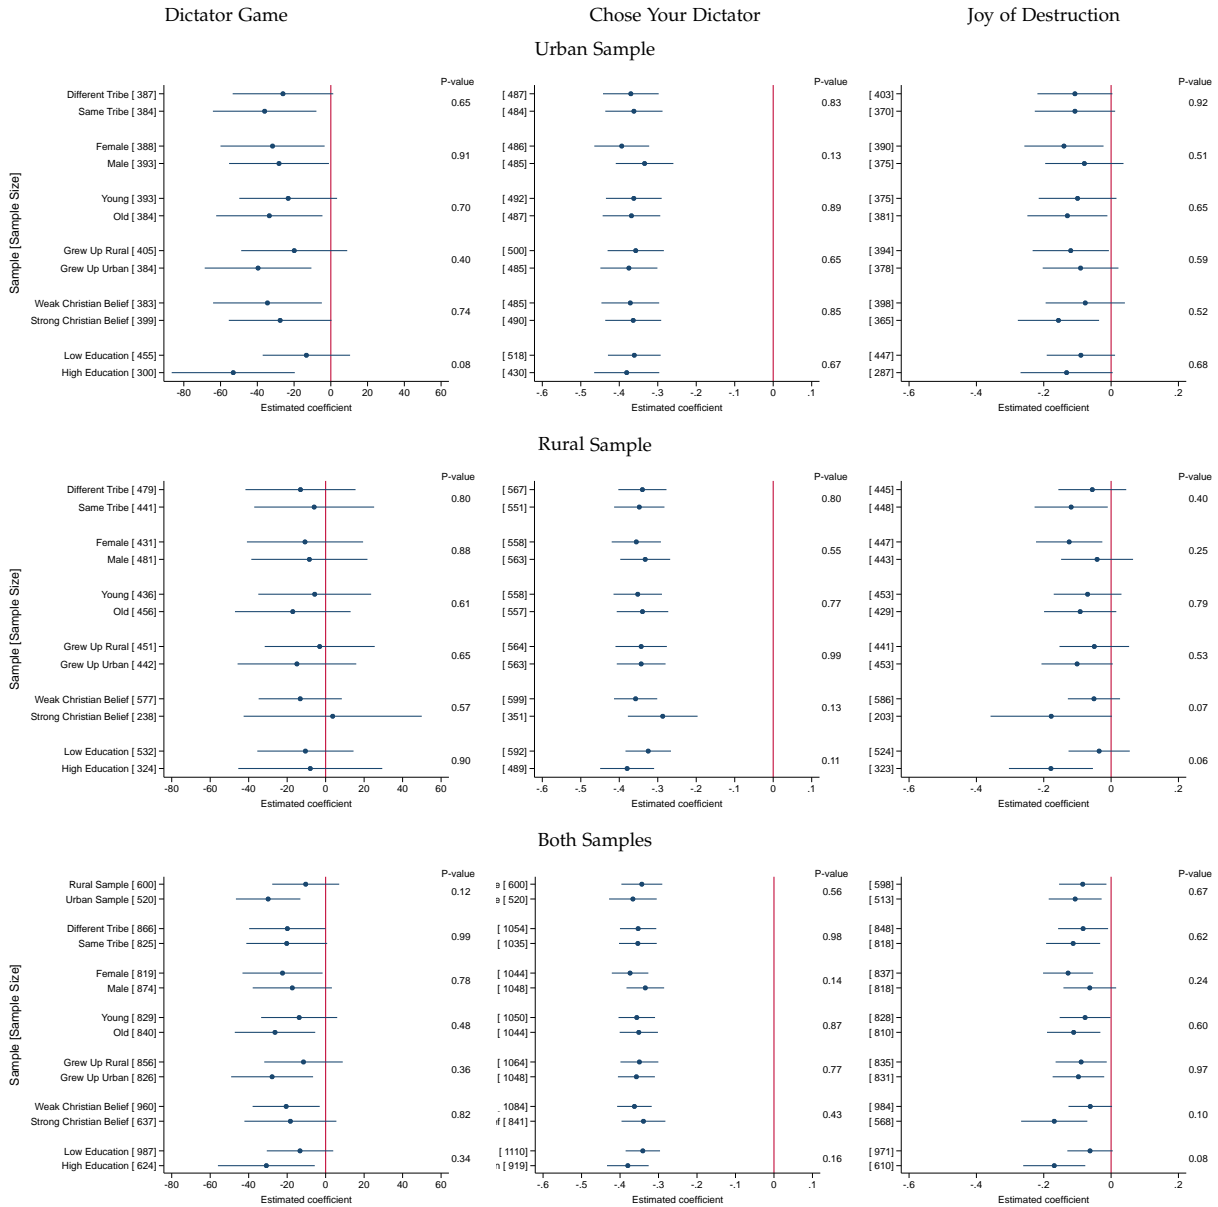 Dictator Game Chose Your Dictator Joy of Destruction
Urban Sample
P-value P-value P-value
Different Tribe [ 387] [ 487] [ 403]
0.65 0.83 0.92
Same Tribe [ 384] [ 484] [ 370]
Female [ 388] [ 486] [ 390]
0.91 0.13 0.51
Male [ 393] [ 485] [ 375]
Young [ 393] [ 492] [ 375]
0.70 0.89 0.65
Old [ 384] [ 487] [ 381]
Grew Up Rural [ 405] [ 500] [ 394]
0.40 0.65 0.59
Grew Up Urban [ 384] [ 485] [ 378]
Weak Christian Belief [ 383] [ 485] [ 398]
0.74 0.85 0.52
Strong Christian Belief [ 399] [ 490] [ 365]
Low Education [ 455] [ 518] [ 447]
0.08 0.67 0.68
High Education [ 300] [ 430] [ 287]
Sample [Sample Size]
-80 -60 -40 -20 0 20 40 60 -.6 -.5 -.4 -.3 -.2 -.1 0 .1 -.6 -.4 -.2 0 .2
Estimated coefficient Estimated coefficient Estimated coefficient
Rural Sample
P-value P-value P-value
Different Tribe [ 479] [ 567] [ 445]
0.80 0.80 0.40
Same Tribe [ 441] [ 551] [ 448]
Female [ 431] [ 558] [ 447]
0.88 0.55 0.25
Male [ 481] [ 563] [ 443]
Young [ 436] [ 558] [ 453]
0.61 0.77 0.79
Old [ 456] [ 557] [ 429]
Grew Up Rural [ 451] [ 564] [ 441]
0.65 0.99 0.53
Grew Up Urban [ 442] [ 563] [ 453]
Weak Christian Belief [ 577] [ 599] [ 586]
0.57 0.13 0.07
Strong Christian Belief [ 238] [ 351] [ 203]
Low Education [ 532] [ 592] [ 524]
0.90 0.11 0.06
High Education [ 324] [ 489] [ 323]
Sample [Sample Size]
-80 -60 -40 -20 0 20 40 60 -.6 -.5 -.4 -.3 -.2 -.1 0 .1 -.6 -.4 -.2 0 .2
Estimated coefficient Estimated coefficient Estimated coefficient
Both Samples
P-value P-value P-value
Rural Sample [ 600] e [ 600] [ 598]
0.12 0.56 0.67
Urban Sample [ 520] e [ 520] [ 513]
Different Tribe [ 866] [ 1054] [ 848]
0.99 0.98 0.62
Same Tribe [ 825] [ 1035] [ 818]
Female [ 819] [ 1044] [ 837]
0.78 0.14 0.24
Male [ 874] [ 1048] [ 818]
Young [ 829] [ 1050] [ 828]
0.48 0.87 0.60
Old [ 840] [ 1044] [ 810]
Grew Up Rural [ 856] [ 1064] [ 835]
0.36 0.77 0.97
Grew Up Urban [ 826] [ 1048] [ 831]
Weak Christian Belief [ 960] 1084] [ 984]
0.82 0.43 0.10
Strong Christian Belief [ 637] f [ 841] [ 568]
Low Education [ 987] [ 1110] [ 971]
0.34 0.16 0.08
High Education [ 624] n [ 919] [ 610]
Sample [Sample Size]
-80 -60 -40 -20 0 20 40 60 -.6 -.5 -.4 -.3 -.2 -.1 0 .1 -.6 -.4 -.2 0 .2
Estimated coefficient Estimated coefficient Estimated coefficient